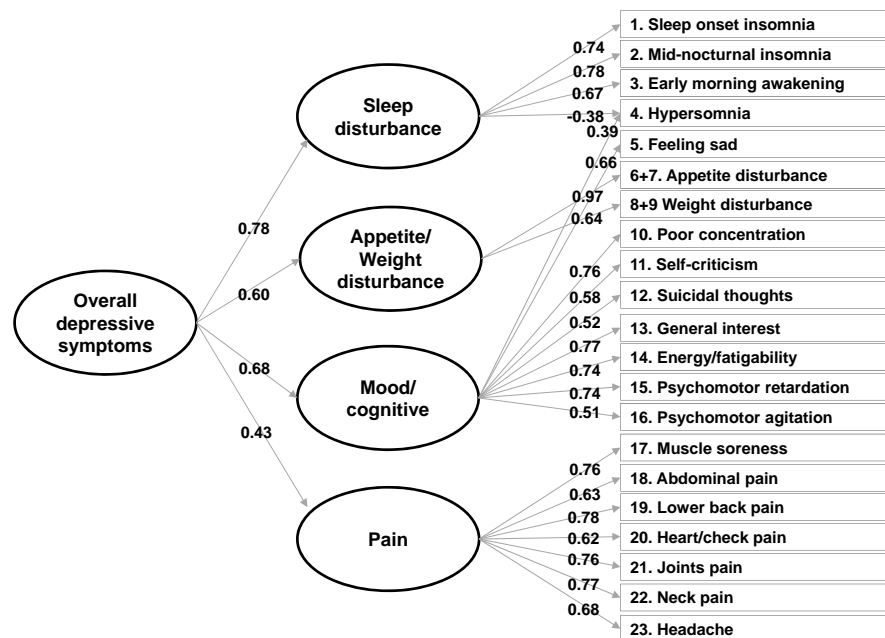 1. Sleep onset insomnia
0.74
2. Mid-nocturnal insomnia
0.78
3. Early morning awakening
0.67
4. Hypersomnia
-0.38
0.39
5. Feeling sad
0.66
6+7. Appetite disturbance
0.97
8+9 Weight disturbance
0.64
10. Poor concentration
0.76
11. Self-criticism
0.58
12. Suicidal thoughts
0.52
13. General interest
0.77
14. Energy/fatigability
0.74
15. Psychomotor retardation
0.74
16. Psychomotor agitation
0.51
17. Muscle soreness
0.76
18. Abdominal pain
0.63
19. Lower back pain
0.78
20. Heart/check pain
0.62
21. Joints pain
0.76
22. Neck pain
0.77
23. Headache
0.68
Sleep
disturbance
Appetite/
Weight
disturbance
Mood/
cognitive
Pain
0.78
0.60
0.68
0.43
Overall
depressive
symptoms